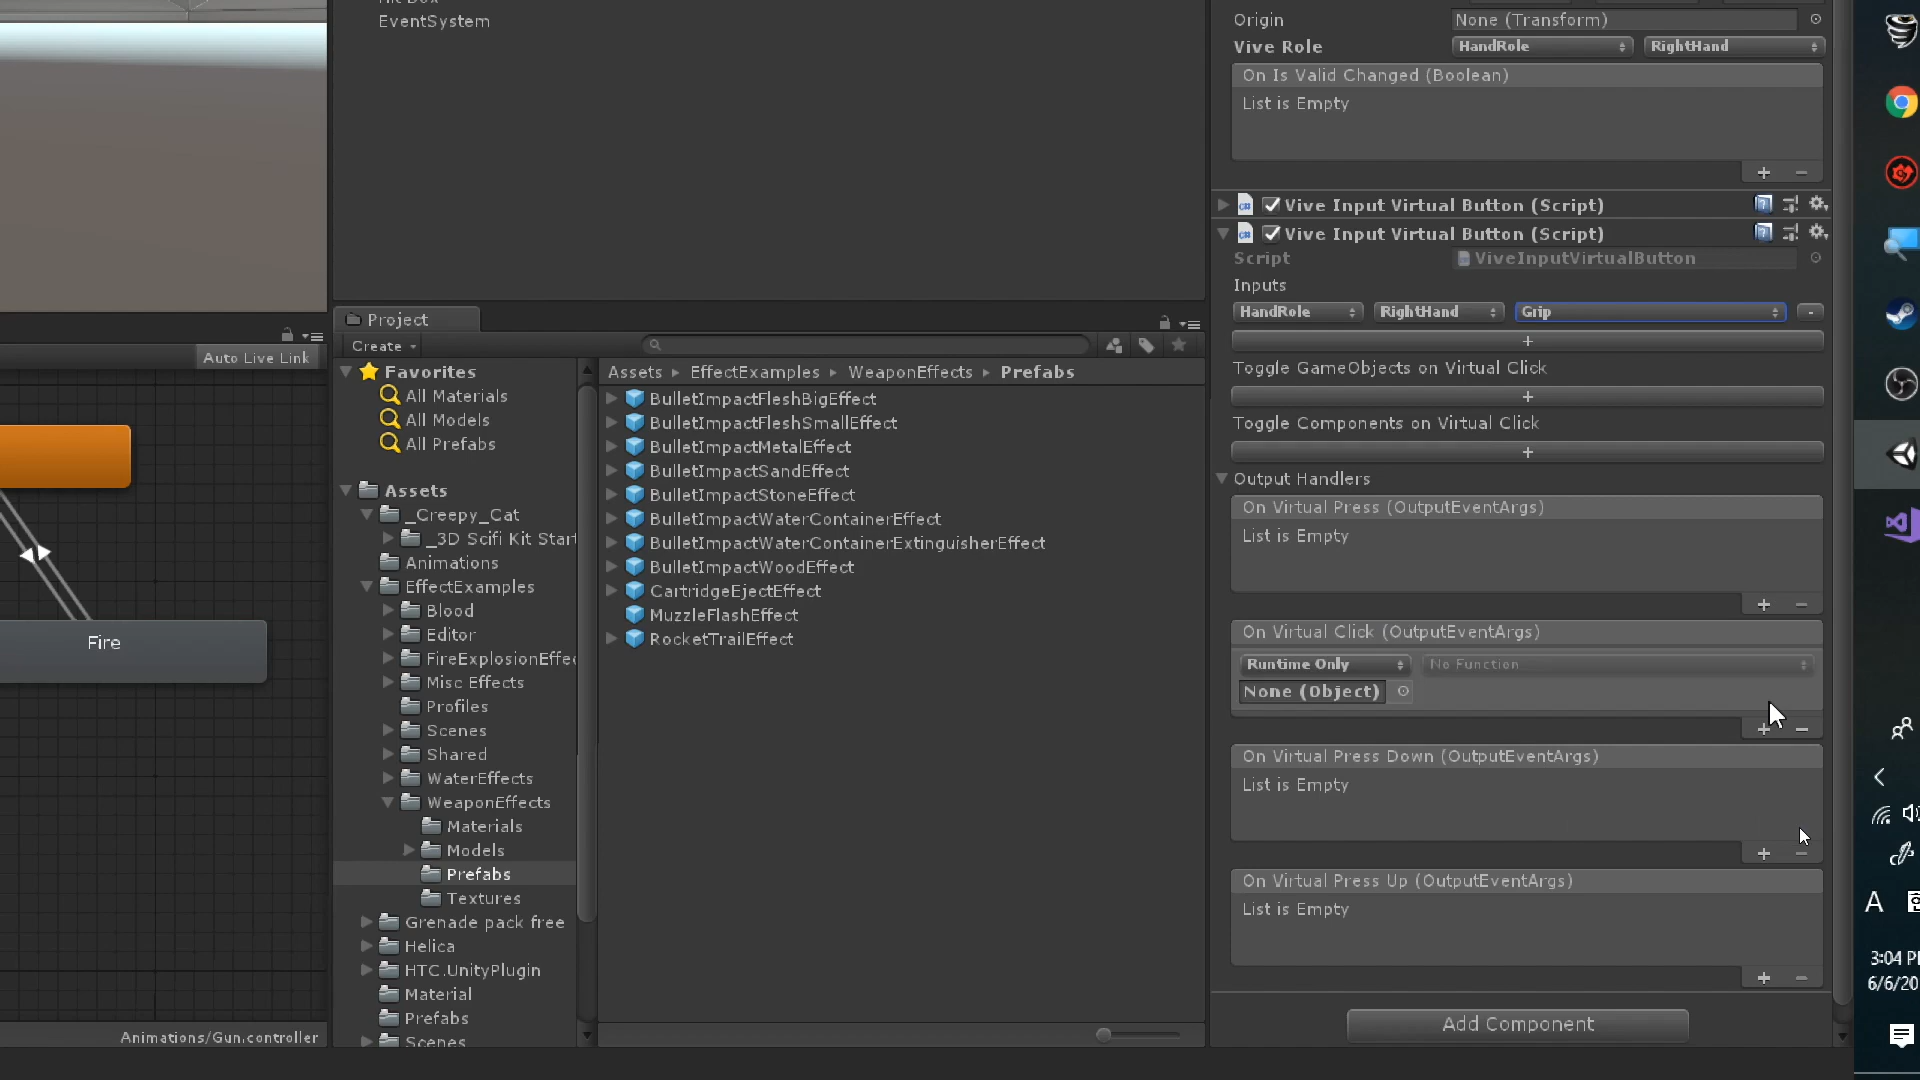 EventSystem
Origin
None (Transform)
Vive Role
HandRole
RightHand
On Is Valid Changed (Boolean)
List is Empty
+ −
Vive Input Virtual Button (Script)
Vive Input Virtual Button (Script)
Script
ViveInputVirtualButton
Inputs
HandRole
RightHand
Grip
-
+
Toggle GameObjects on Virtual Click
+
Toggle Components on Virtual Click
+
Output Handlers
On Virtual Press (OutputEventArgs)
List is Empty
+ −
On Virtual Click (OutputEventArgs)
Runtime Only
No Function
None (Object)
+ −
On Virtual Press Down (OutputEventArgs)
List is Empty
+ −
On Virtual Press Up (OutputEventArgs)
List is Empty
+ −
Add Component
Auto Live Link
Fire
Animations/Gun.controller
Project
Create
Favorites
All Materials
All Models
All Prefabs
Assets
_Creepy_Cat
_3D Scifi Kit Start
Animations
EffectExamples
Blood
Editor
FireExplosionEffec
Misc Effects
Profiles
Scenes
Shared
WaterEffects
WeaponEffects
Materials
Models
Prefabs
Textures
Grenade pack free
Helica
HTC.UnityPlugin
Material
Prefabs
Scenes
Assets ▸ EffectExamples ▸ WeaponEffects ▸ Prefabs
BulletImpactFleshBigEffect
BulletImpactFleshSmallEffect
BulletImpactMetalEffect
BulletImpactSandEffect
BulletImpactStoneEffect
BulletImpactWaterContainerEffect
BulletImpactWaterContainerExtinguisherEffect
BulletImpactWoodEffect
CartridgeEjectEffect
MuzzleFlashEffect
RocketTrailEffect
A
3:04 P
6/6/20